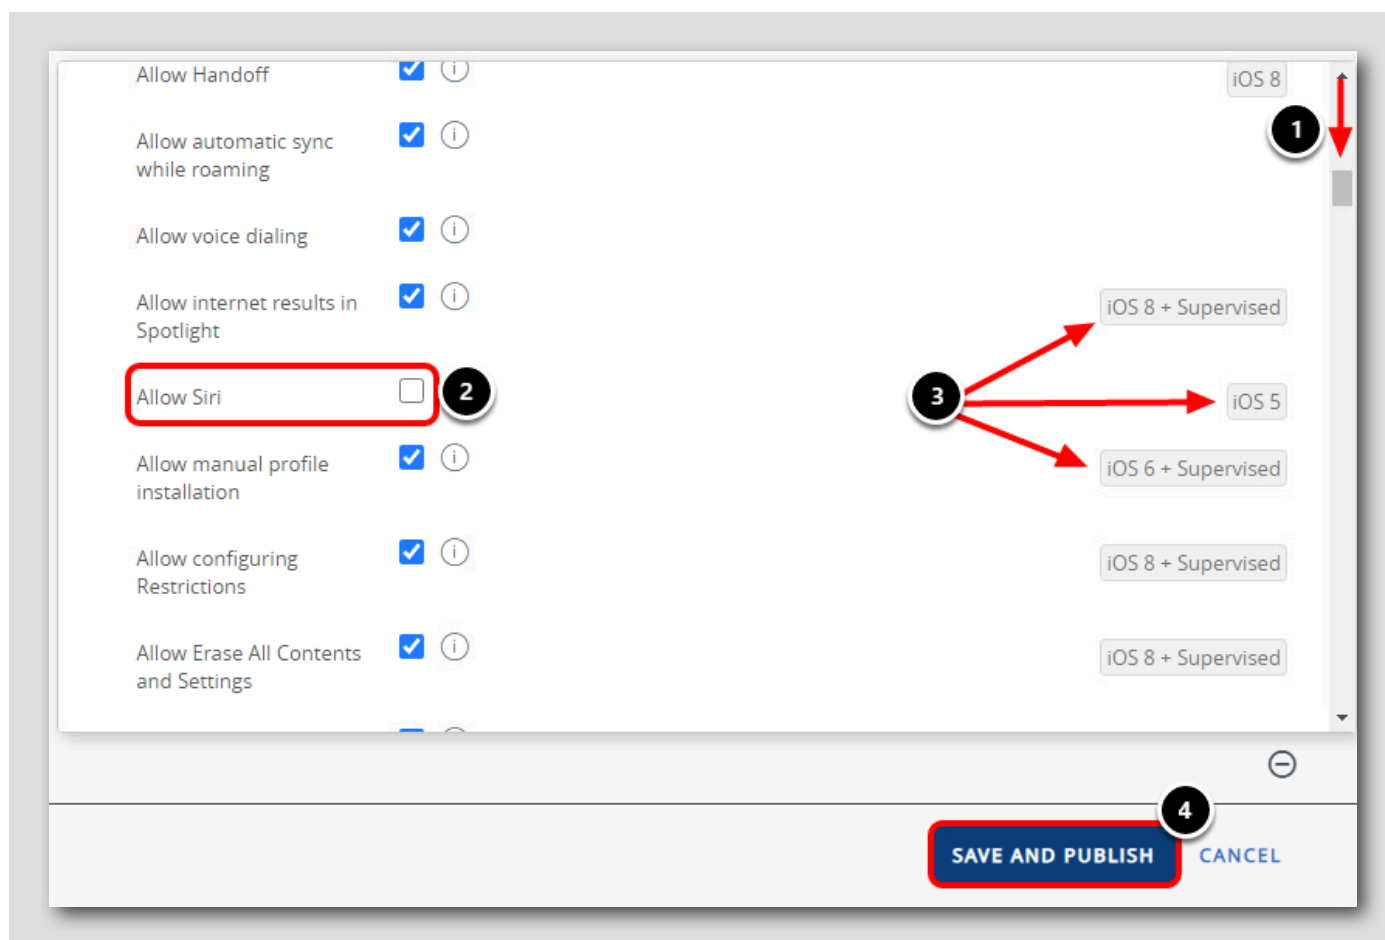 Allow Handoff iOS 8
1
Allow automatic sync
while roaming
Allow voice dialing
Allow internet results in
Spotlight
iOS 8 + Supervised
Allow Siri 2 3 iOS 5
Allow manual profile
installation
iOS 6 + Supervised
Allow configuring
Restrictions
iOS 8 + Supervised
Allow Erase All Contents
and Settings
iOS 8 + Supervised
4
SAVE AND PUBLISH CANCEL